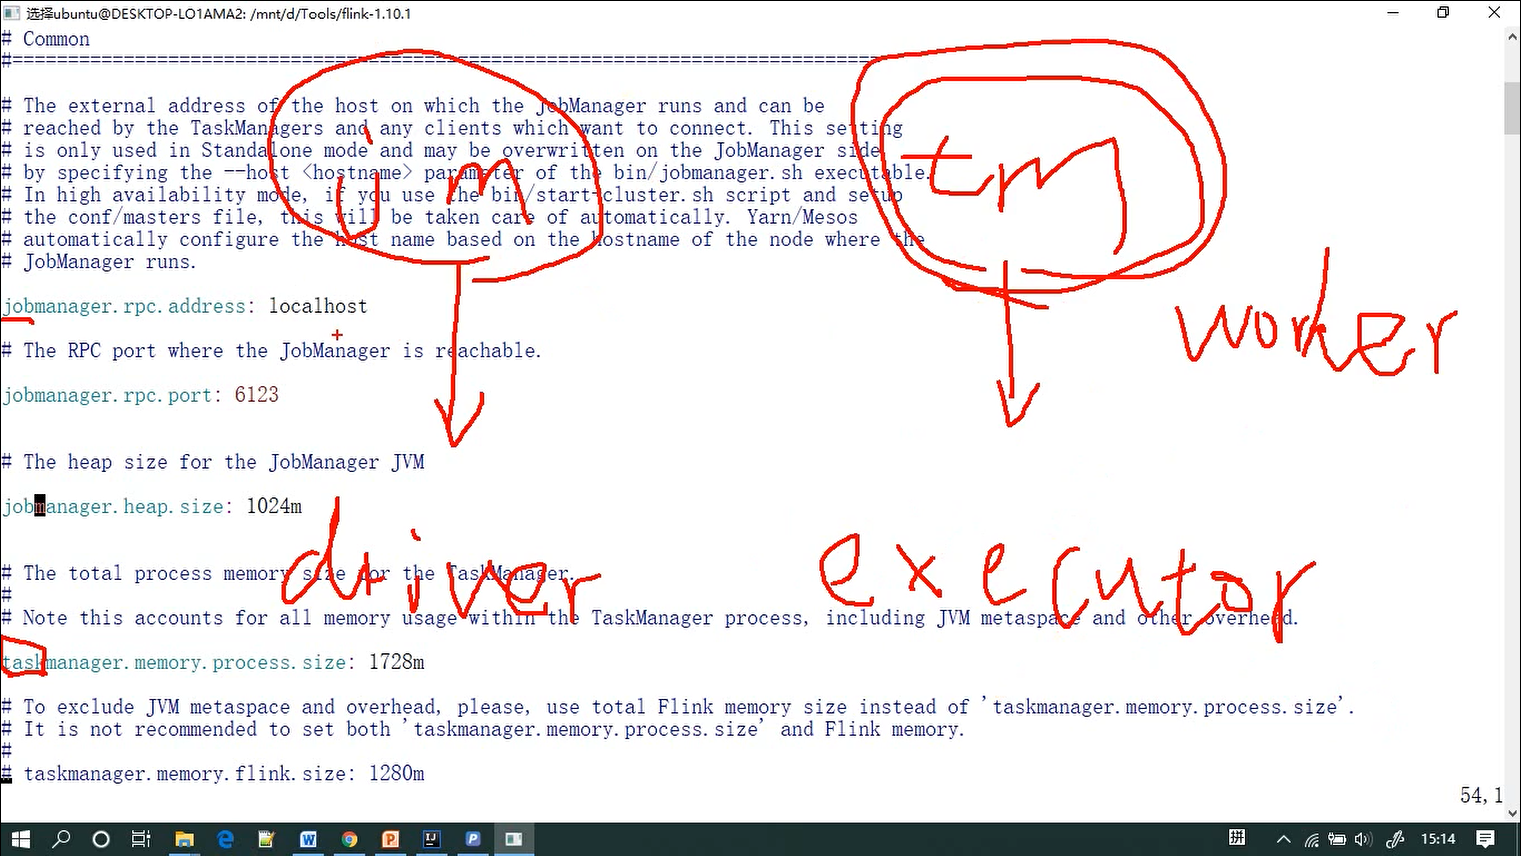 选择ubuntu@DESKTOP-LO1AMA2: /mnt/d/Tools/flink-1.10.1
# Common
#==============================================================================
# The external address of the host on which the JobManager runs and can be
# reached by the TaskManagers and any clients which want to connect. This setting
# is only used in Standalone mode and may be overwritten on the JobManager side
# by specifying the --host <hostname> parameter of the bin/jobmanager.sh executable.
# In high availability mode, if you use the bin/start-cluster.sh script and setup
# the conf/masters file, this will be taken care of automatically. Yarn/Mesos
# automatically configure the host name based on the hostname of the node where the
# JobManager runs.
jm
tm
jobmanager.rpc.address: localhost
worker
# The RPC port where the JobManager is reachable.
jobmanager.rpc.port: 6123
# The heap size for the JobManager JVM
jobmanager.heap.size: 1024m
driver
executor
# The total process memory size for the TaskManager.
#
# Note this accounts for all memory usage within the TaskManager process, including JVM metaspace and other overhead.
taskmanager.memory.process.size: 1728m
# To exclude JVM metaspace and overhead, please, use total Flink memory size instead of 'taskmanager.memory.process.size'.
# It is not recommended to set both 'taskmanager.memory.process.size' and Flink memory.
#
# taskmanager.memory.flink.size: 1280m
54,1
拼
15:14